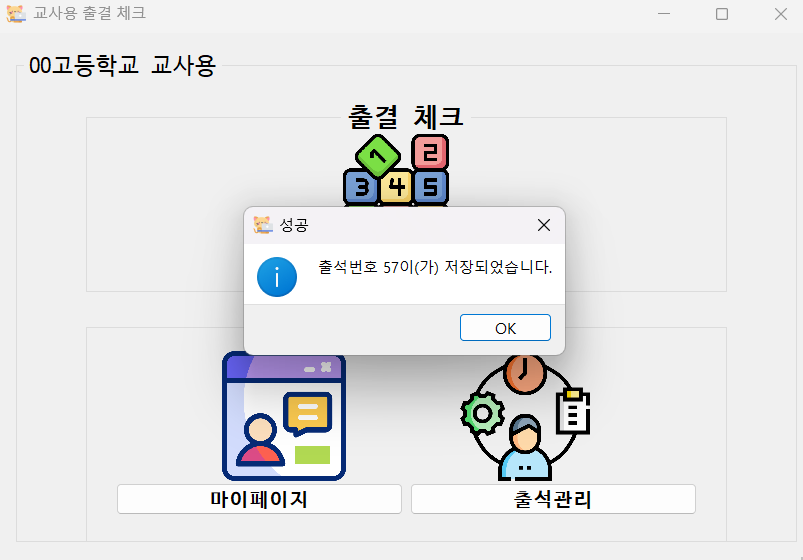 교사용 출결 체크
00고등학교 교사용
출결 체크
1 2
3 4 5
성공
출석번호 57이(가) 저장되었습니다.
OK
마이페이지
출석관리